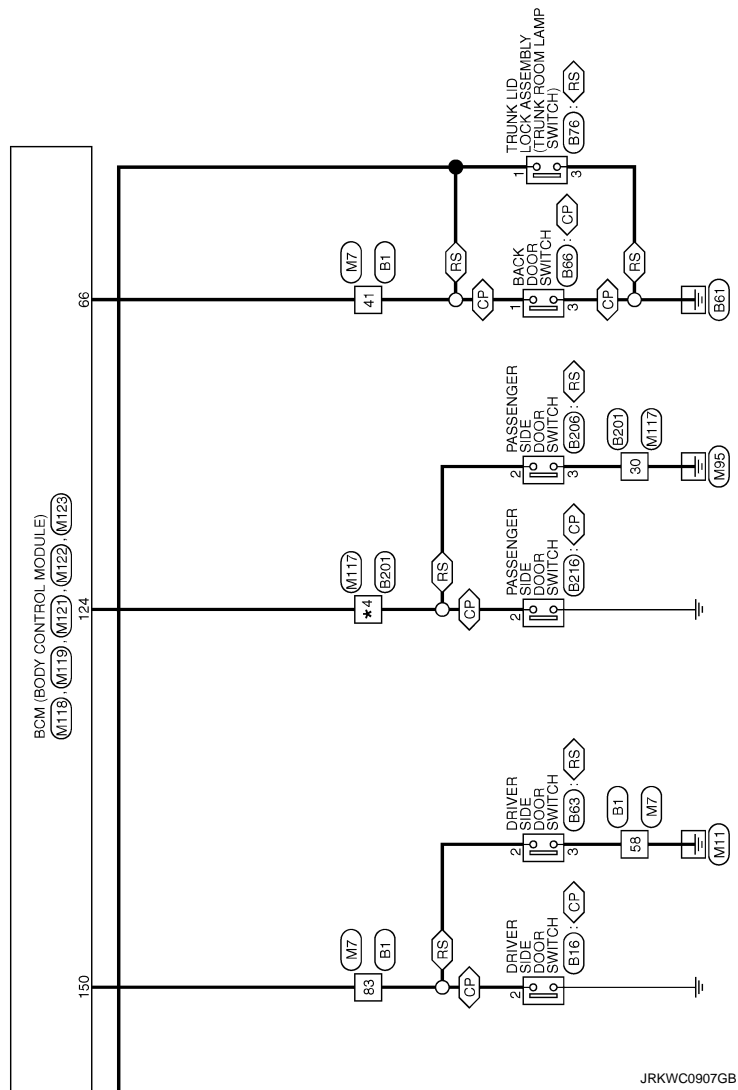 BCM (BODY CONTROL MODULE)
M118, M119, M121, M122, M123
150
124
66
M7
83
B1
M117
*4
B201
M7
41
B1
RS
CP
RS
CP
RS
CP
DRIVER
SIDE
DOOR
SWITCH
B16 : CP
2
DRIVER
SIDE
DOOR
SWITCH
B63 : RS
2
3
B1
58
M7
M11
PASSENGER
SIDE
DOOR
SWITCH
B216 : CP
2
PASSENGER
SIDE
DOOR
SWITCH
B206 : RS
2
3
B201
30
M117
M95
BACK
DOOR
SWITCH
B66 : CP
1
3
CP
RS
B61
TRUNK LID
LOCK ASSEMBLY
(TRUNK ROOM LAMP
SWITCH)
B76 : RS
1
3
JRKWC0907GB